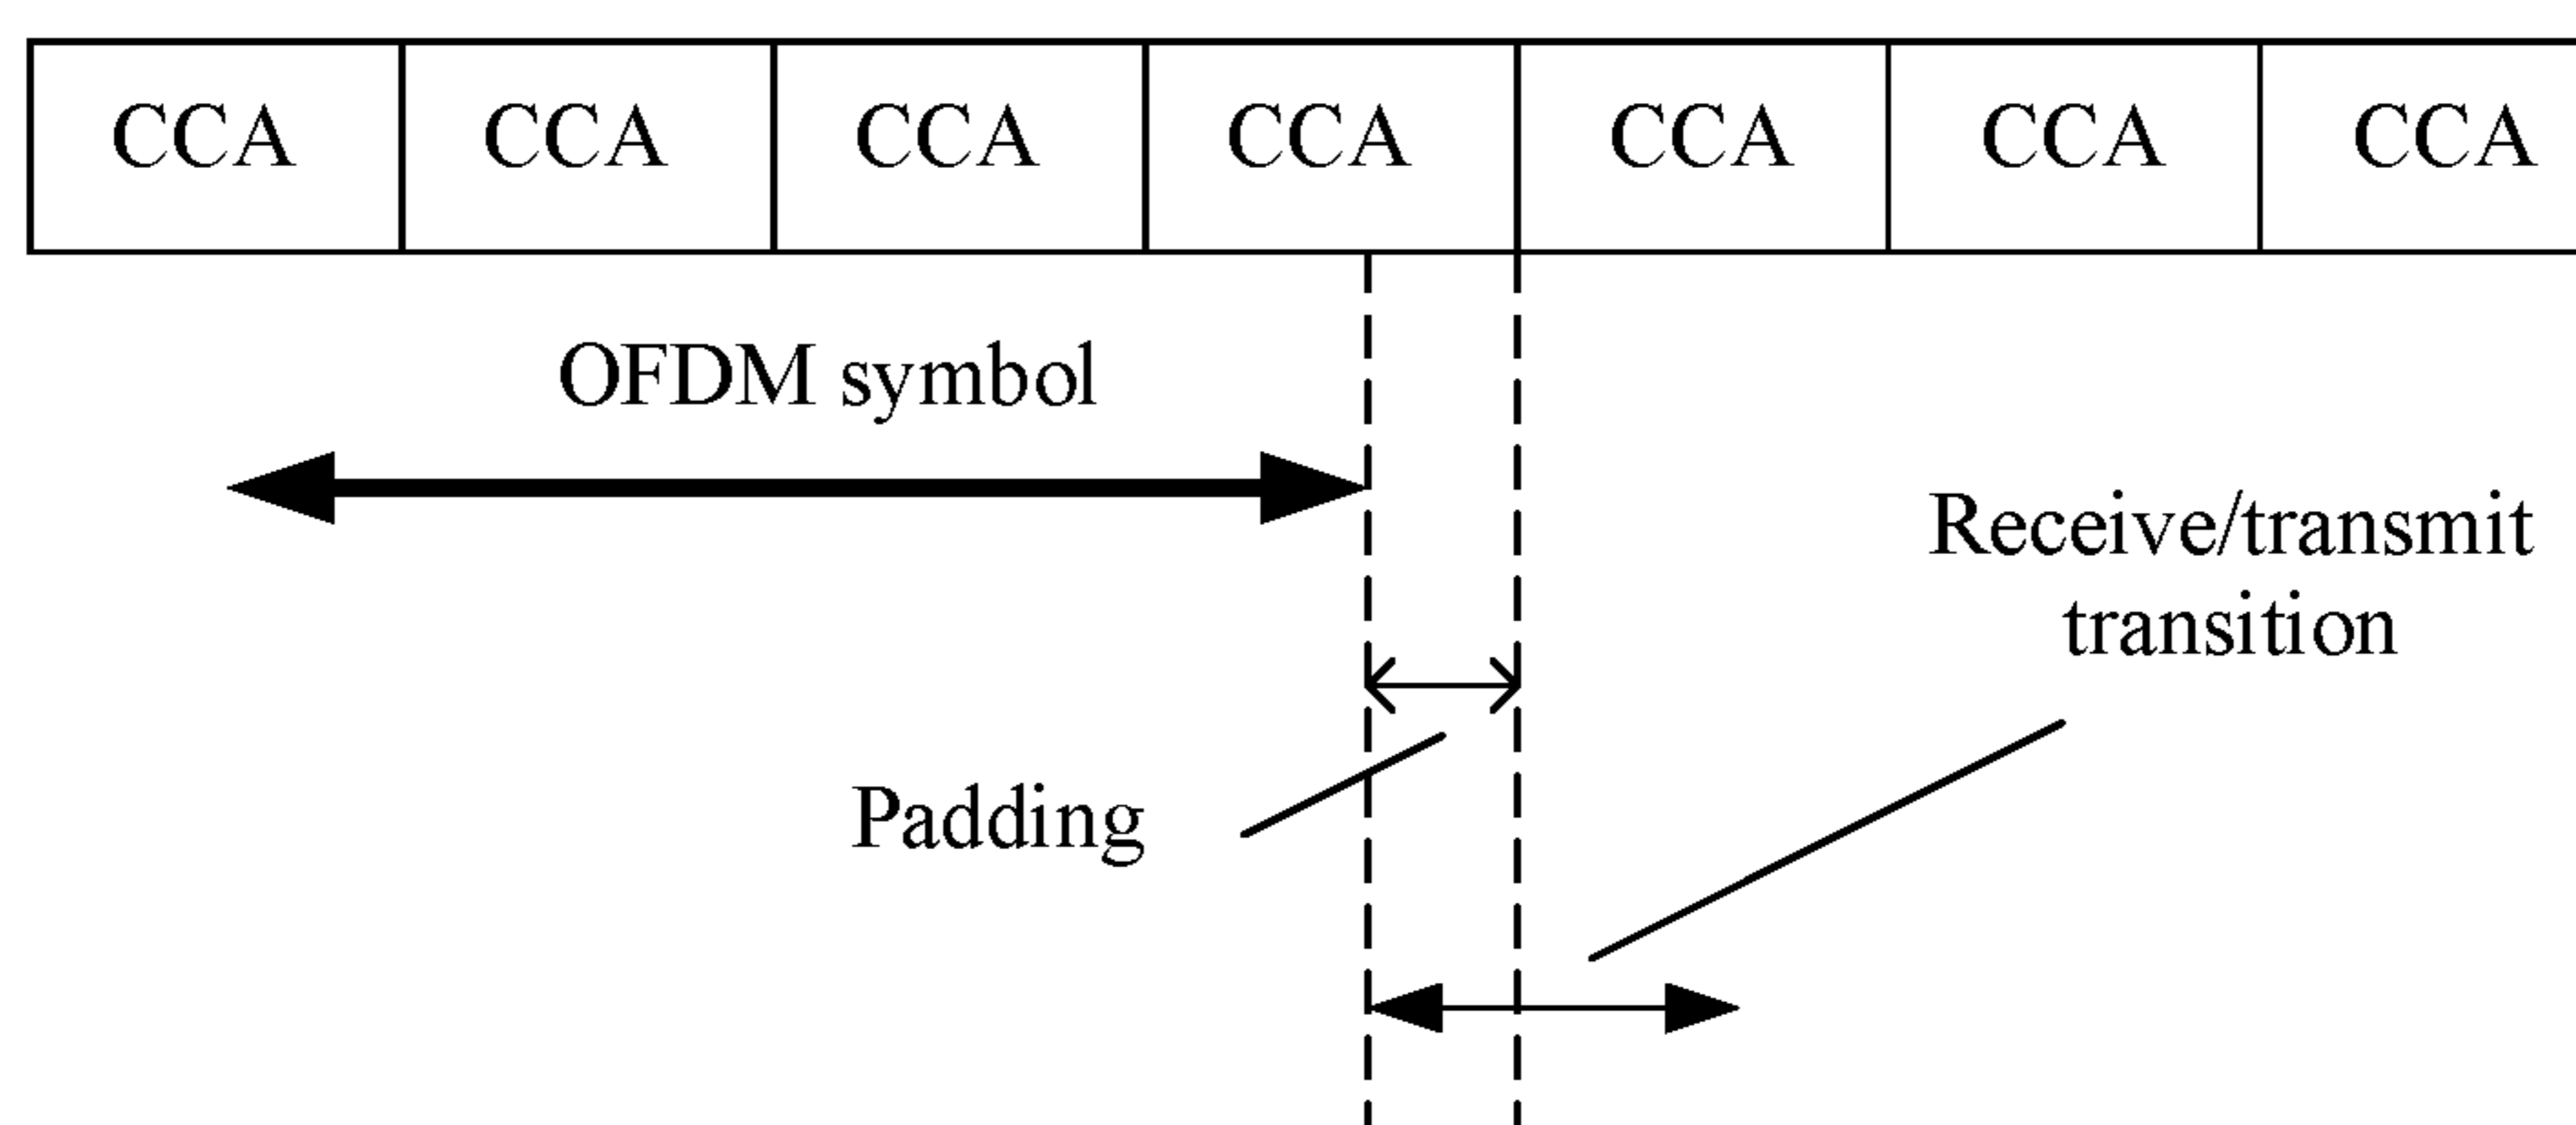 CCA CCA CCA CCA CCA CCA CCA
OFDM symbol
Receive/transmit
transition
Padding